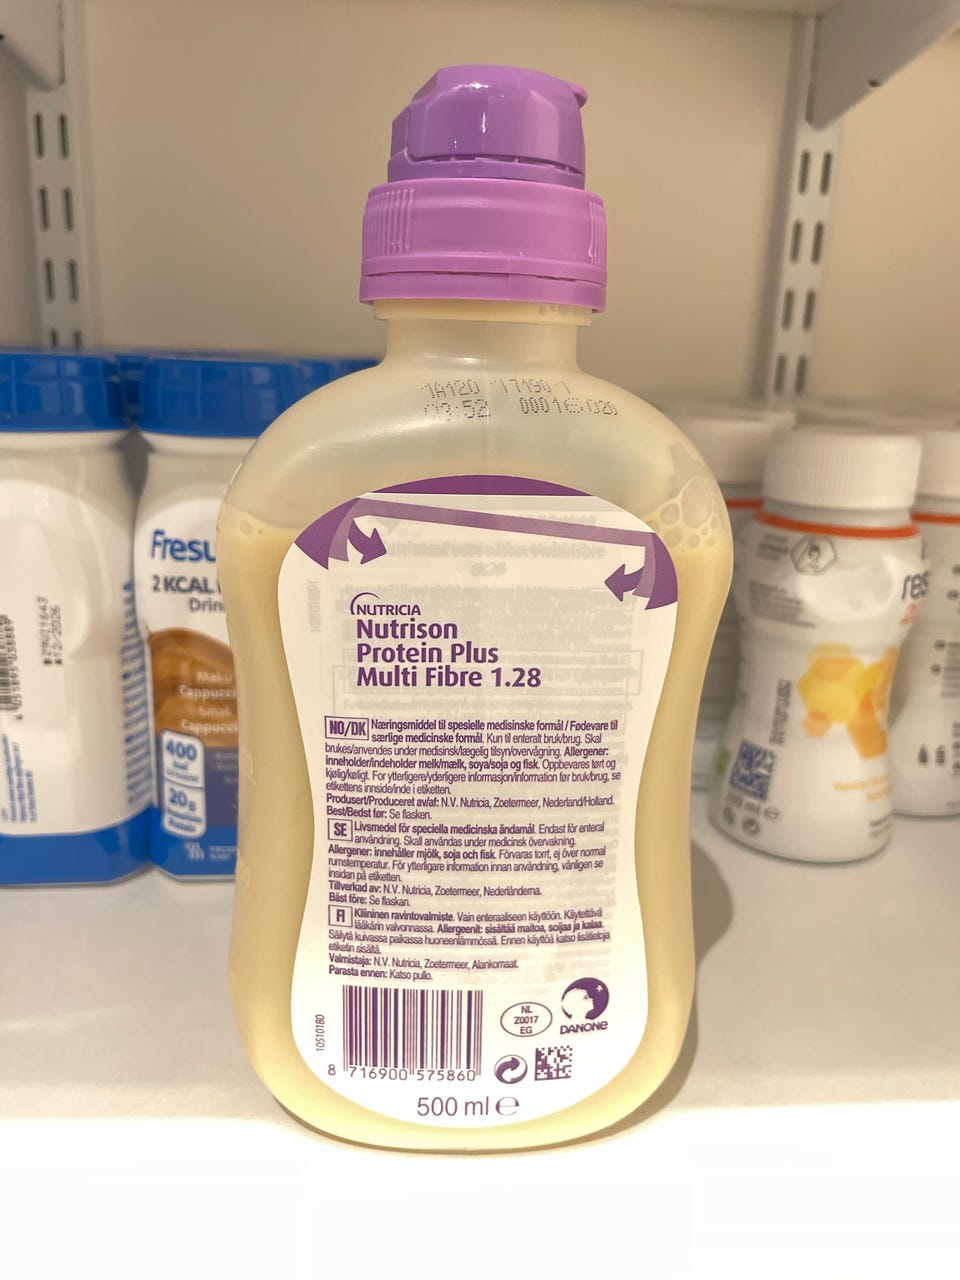 03:52
NUTRICIA
Nutrison
Protein Plus
Multi Fibre 1.28
NO/DK Næringsmiddel til spesielle medisinske formål / Fødevare til
særlige medicinske formål. Kun til enteralt bruk/brug. Skal
brukes/anvendes under medisinsk/lægelig tilsyn/overvågning. Allergener:
inneholder/indeholder melk/mælk, soya/soja og fisk. Oppbevares tørt og
kjølig/køligt. For ytterligere/yderligere informasjon/information før bruk/brug, se
etikettens innside/inde i etiketten.
Produsert/Produceret av/af: N.V. Nutricia, Zoetermeer, Nederland/Holland.
Best/Bedst før: Se flasken.
SE Livsmedel för speciella medicinska ändamål. Endast för enteral
användning. Skall användas under medicinsk övervakning.
Allergener: innehåller mjölk, soja och fisk. Förvaras torrt, ej över normal
rumstemperatur. För ytterligare information innan användning, vänligen se
insidan på etiketten.
Tillverkad av: N.V. Nutricia, Zoetermeer, Nederländerna.
Bäst före: Se flaskan.
FI Kliininen ravintovalmiste. Vain enteraaliseen käyttöön. Käytettävä
lääkärin valvonnassa. Allergeenit: sisältää maitoa, soijaa ja kalaa.
Säilytä kuivassa paikassa huoneenlämmössä. Ennen käyttöä katso lisätietoja
etiketin sisältä.
Valmistaja: N.V. Nutricia, Zoetermeer, Alankomaat.
Parasta ennen: Katso pullo.
10510180
8 716900 575860
NL
Z0017
EG
DANONE
500 ml e
Fresu
2 KCAL
Drin
Maku
Cappucci
Smak
Cappucci
400
20g
12/2026
res